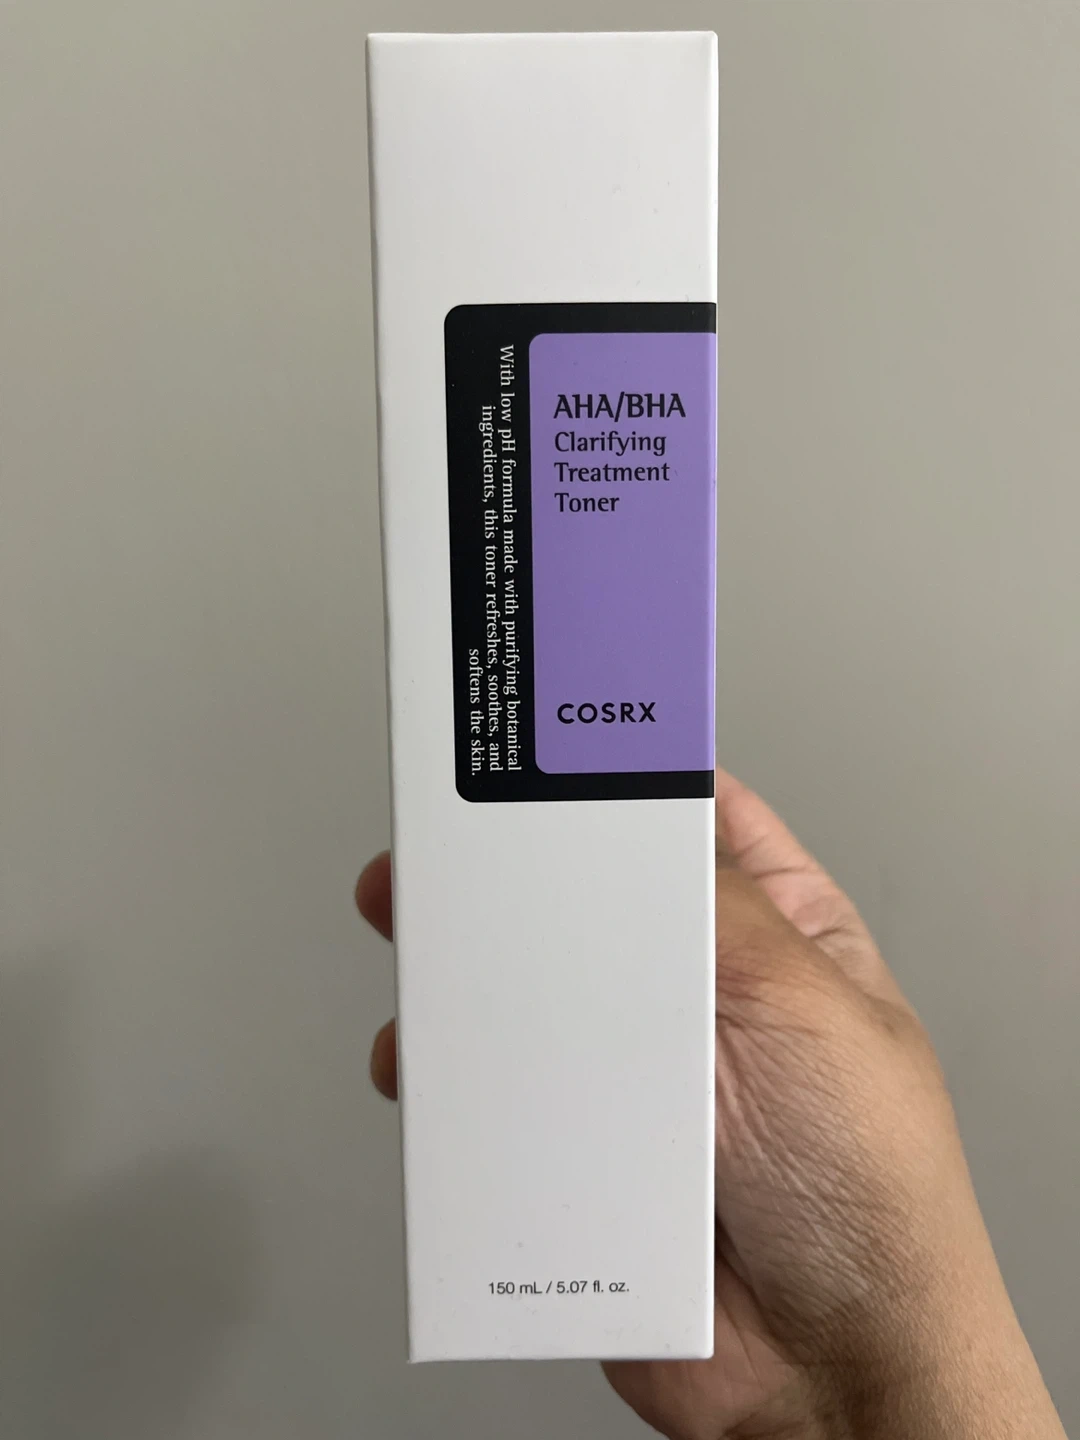 AHA/BHA
Clarifying
Treatment
Toner
COSRX
With low pH formula made with purifying botanical
ingredients, this toner refreshes, soothes, and
softens the skin.
150 mL / 5.07 fl. oz.